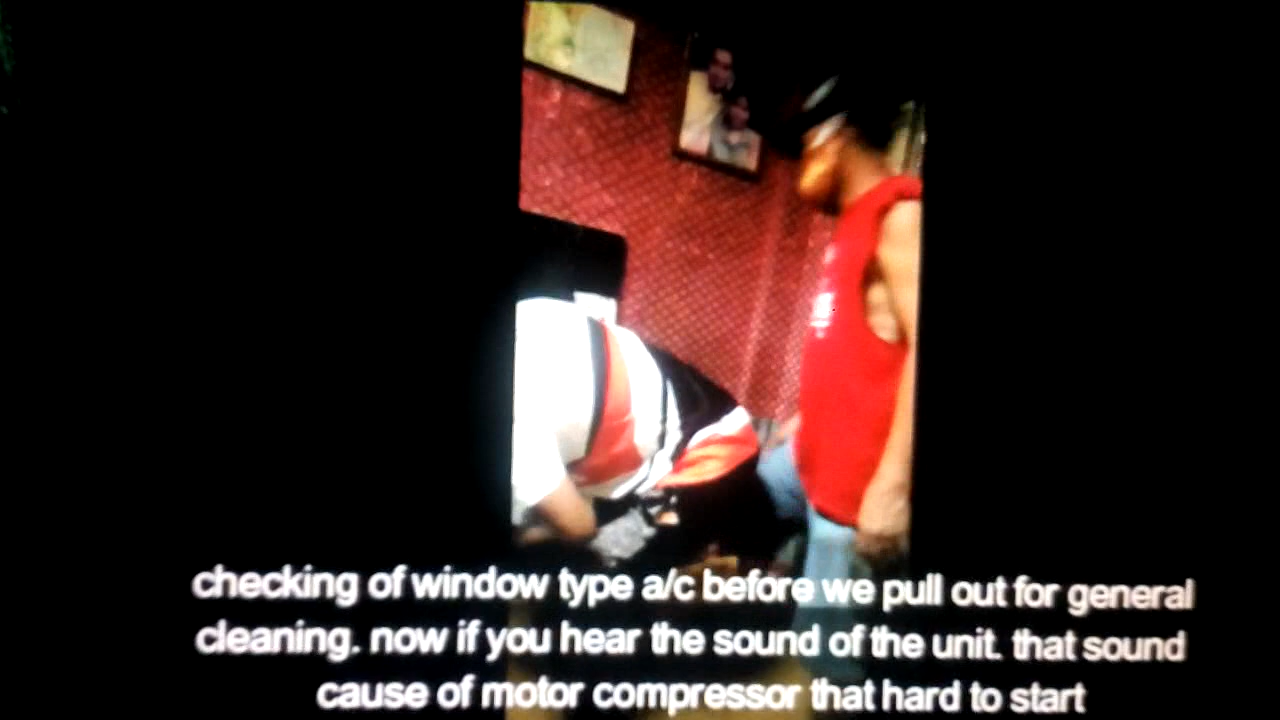 checking of window type a/c before we pull out for general
cleaning. now if you hear the sound of the unit. that sound
cause of motor compressor that hard to start